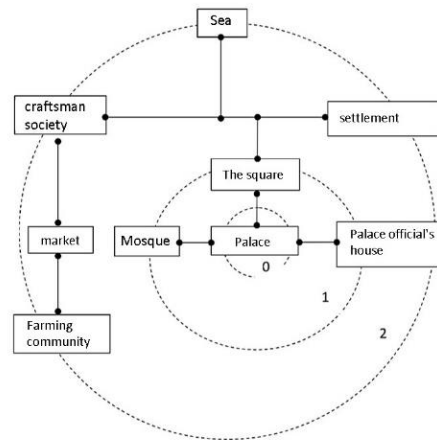 Sea
craftsman
society
settlement
The square
market
Mosque
Palace
Palace official's
house
0
1
Farming
community
2